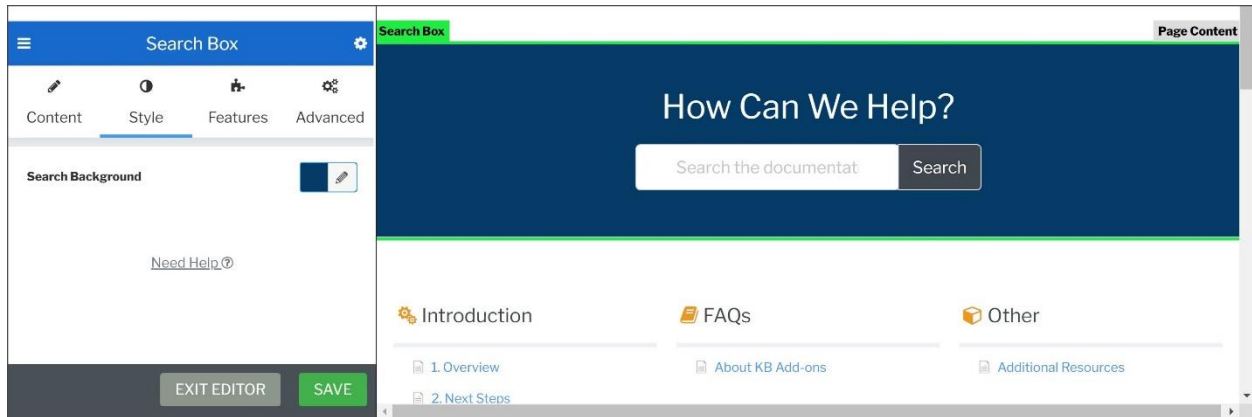 Search Box
Content Style Features Advanced
Search Background
Need Help
EXIT EDITOR SAVE
Search Box Page Content
How Can We Help?
Search the documentat Search
Introduction FAQs Other
1. Overview About KB Add-ons Additional Resources
2. Next Steps